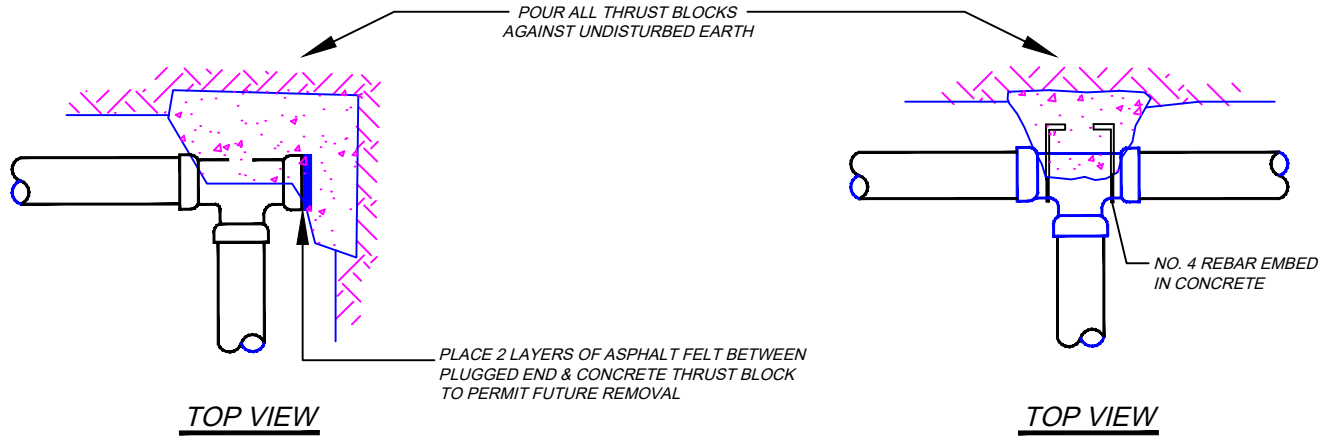 POUR ALL THRUST BLOCKS
AGAINST UNDISTURBED EARTH
NO. 4 REBAR EMBED
IN CONCRETE
PLACE 2 LAYERS OF ASPHALT FELT BETWEEN
PLUGGED END & CONCRETE THRUST BLOCK
TO PERMIT FUTURE REMOVAL
TOP VIEW
TOP VIEW